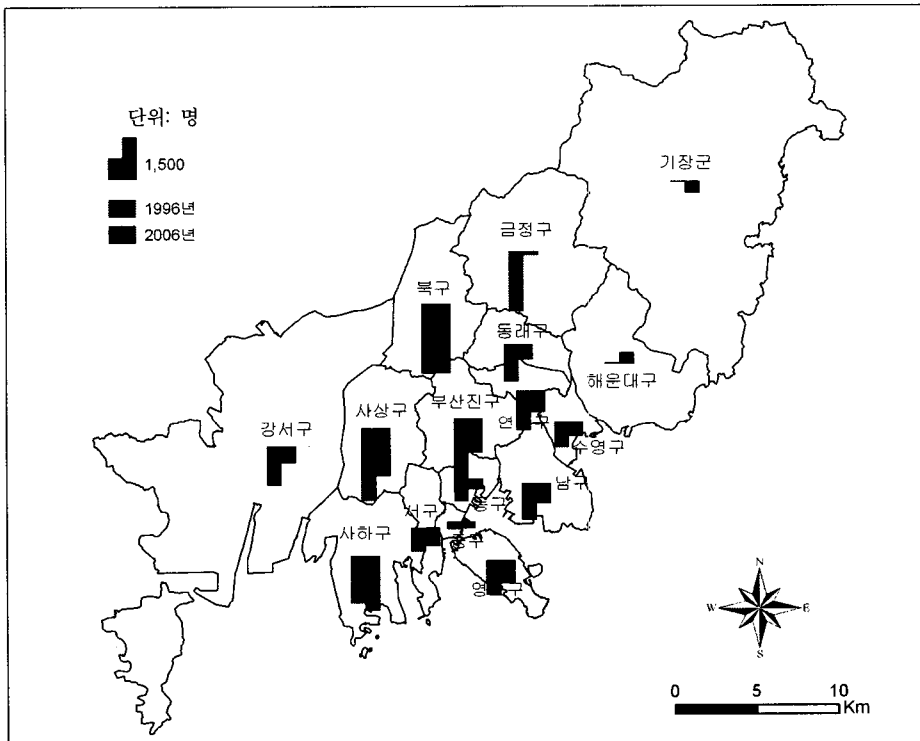 단위: 명
1,500
1996년
2006년
기장군
금정구
북구
동래구
해운대구
부산진구
사상구
연 구
강서구
수영구
남구
동구
서구
중구
사하구
영 구
N
W E
S
0 5 10
Km